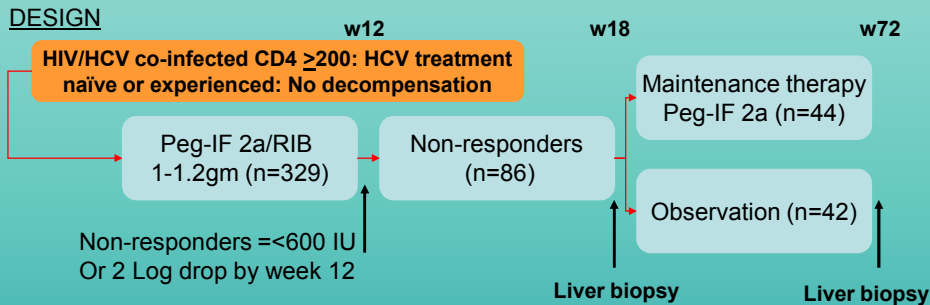 DESIGN
w12 w18 w72
HIV/HCV co-infected CD4 ≥200: HCV treatment
naïve or experienced: No decompensation
Maintenance therapy
Peg-IF 2a (n=44)
Peg-IF 2a/RIB
1-1.2gm (n=329)
Non-responders
(n=86)
Observation (n=42)
Non-responders =<600 IU
Or 2 Log drop by week 12
Liver biopsy
Liver biopsy